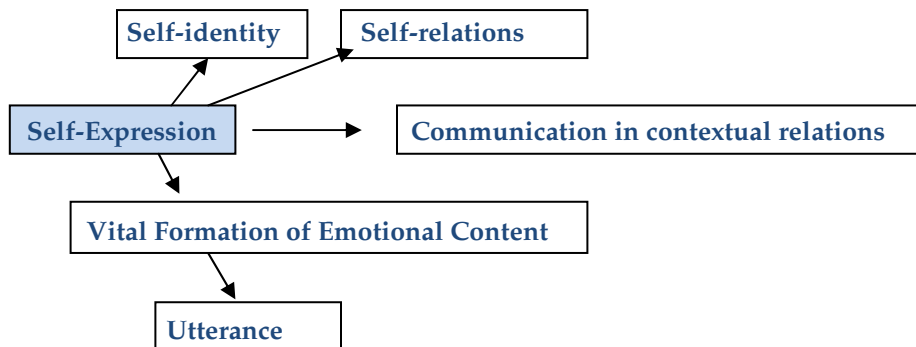 Self-identity
Self-relations
Self-Expression
Communication in contextual relations
Vital Formation of Emotional Content
Utterance